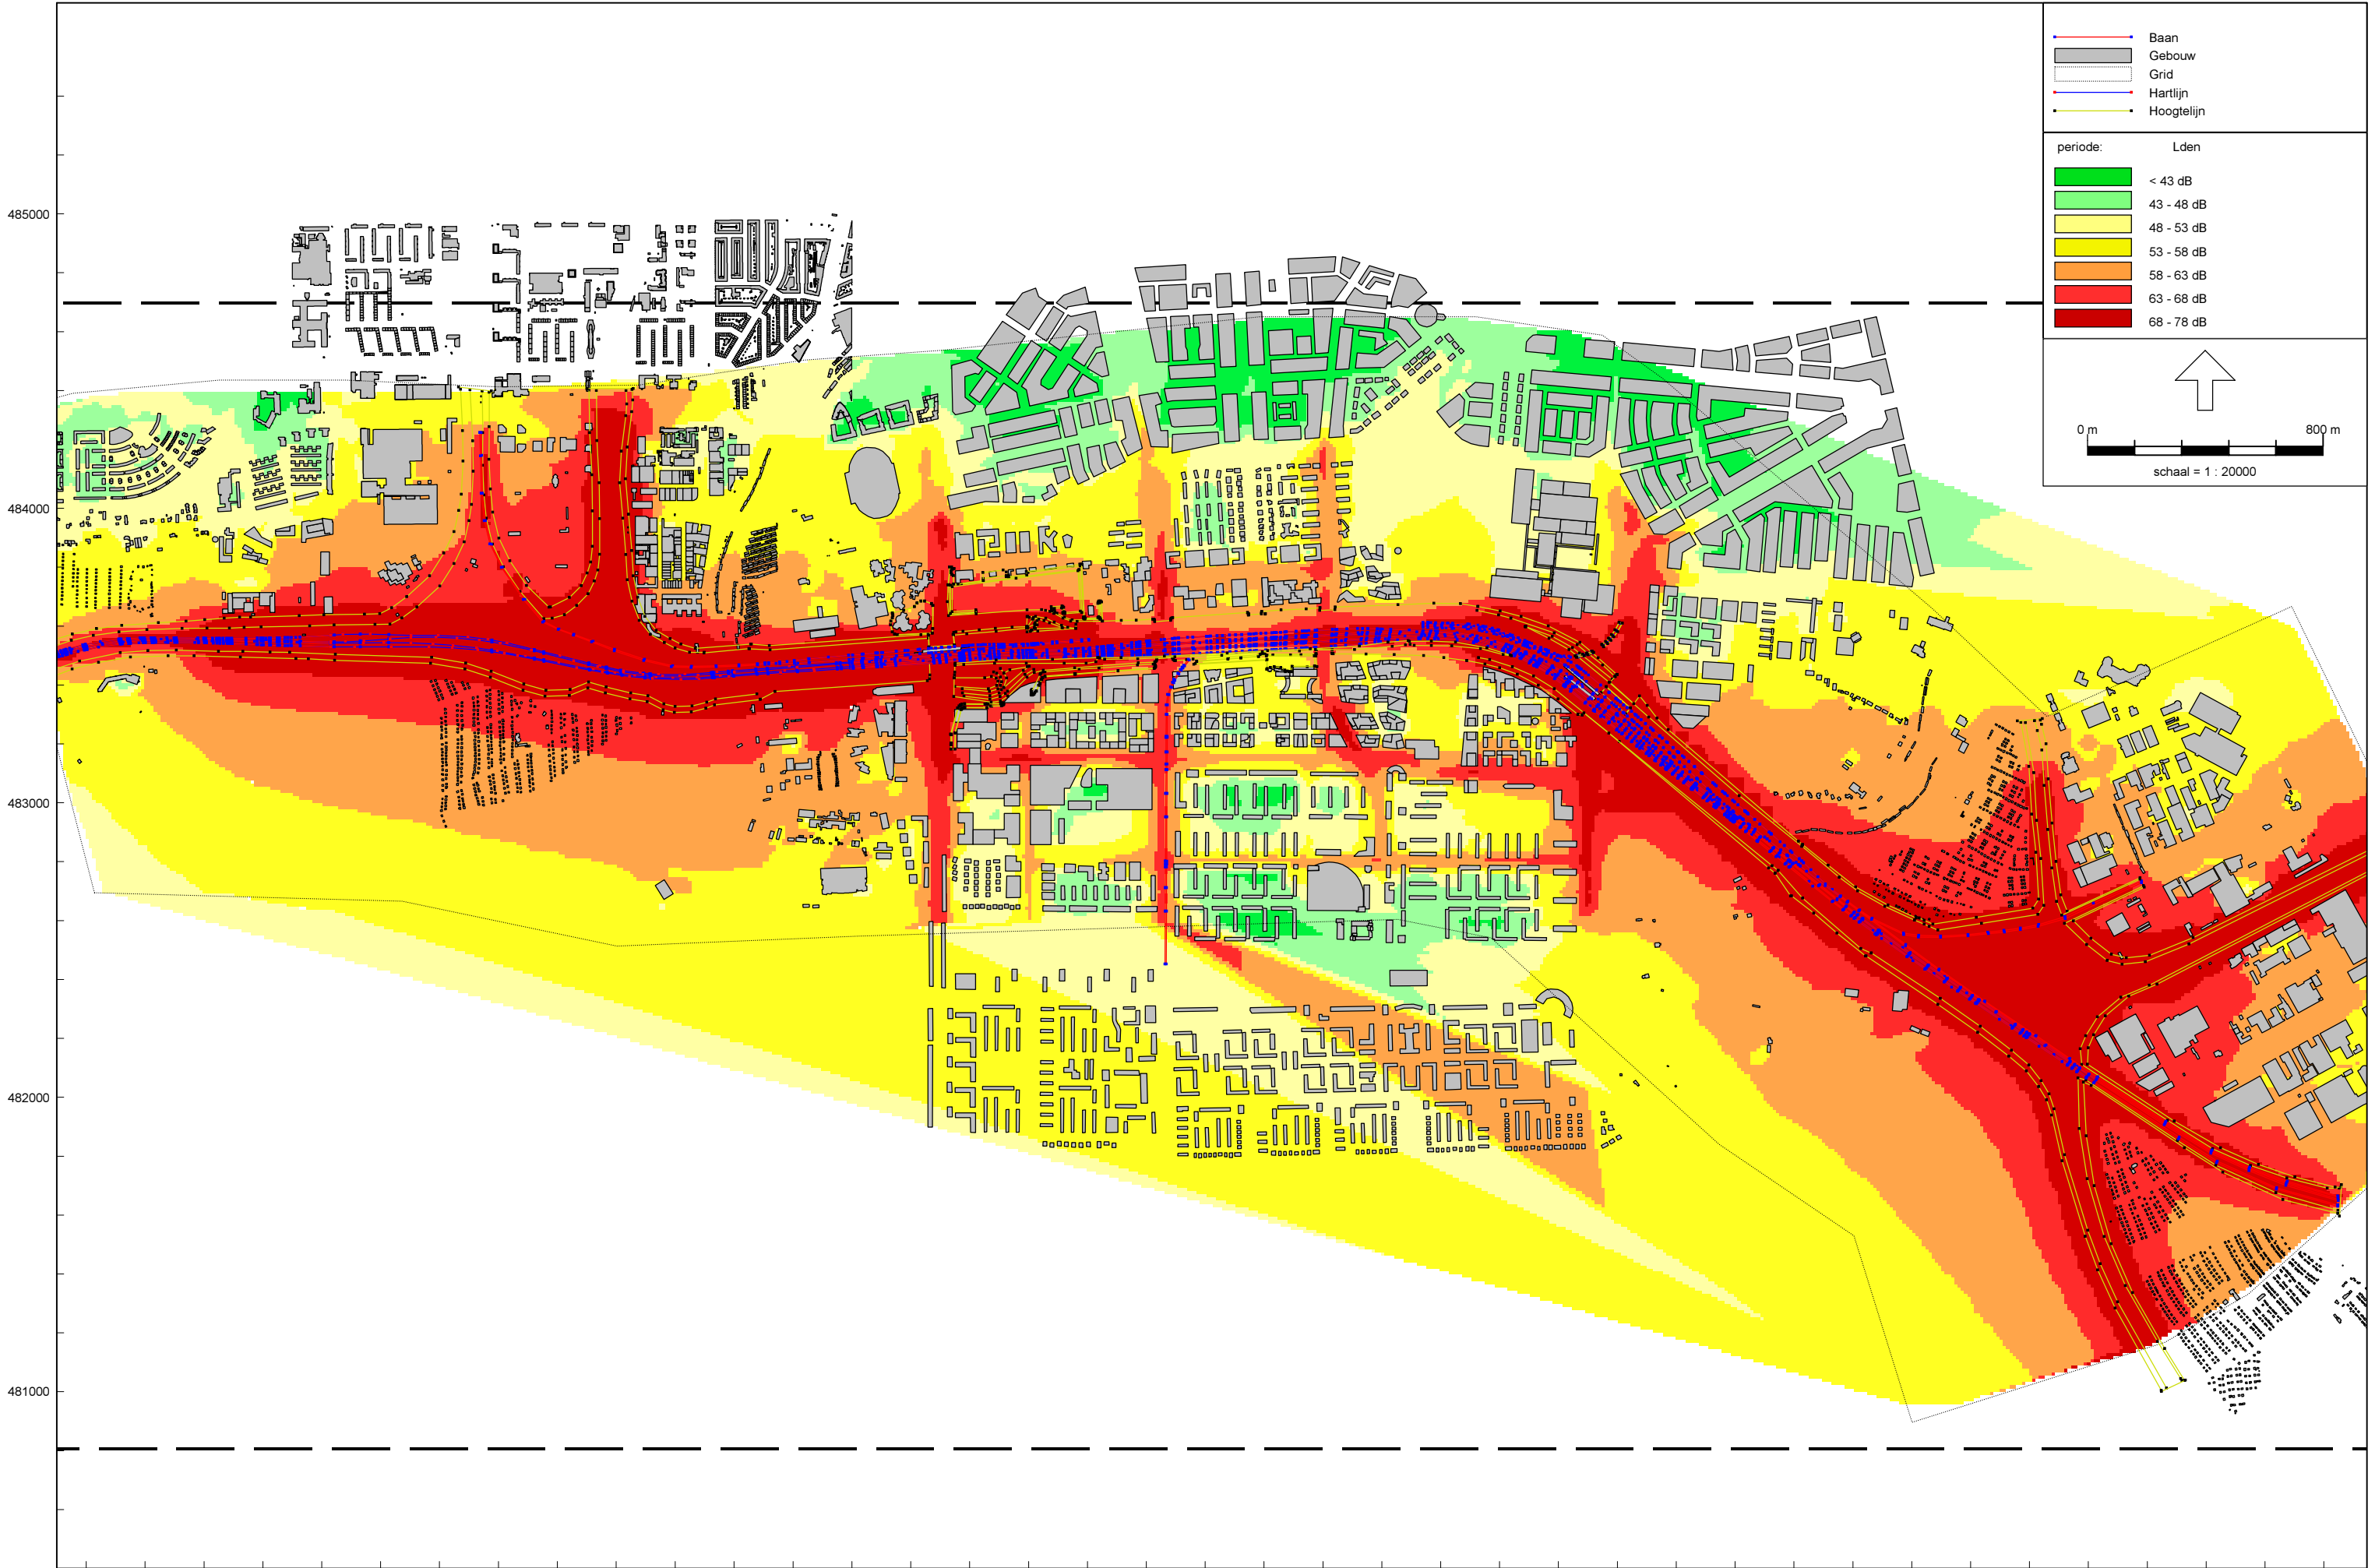 Baan
Gebouw
Grid
Hartlijn
Hoogtelijn
periode: Lden
< 43 dB
43 - 48 dB
48 - 53 dB
53 - 58 dB
58 - 63 dB
63 - 68 dB
68 - 78 dB
0 m 800 m
schaal = 1 : 20000
485000
484000
483000
482000
481000